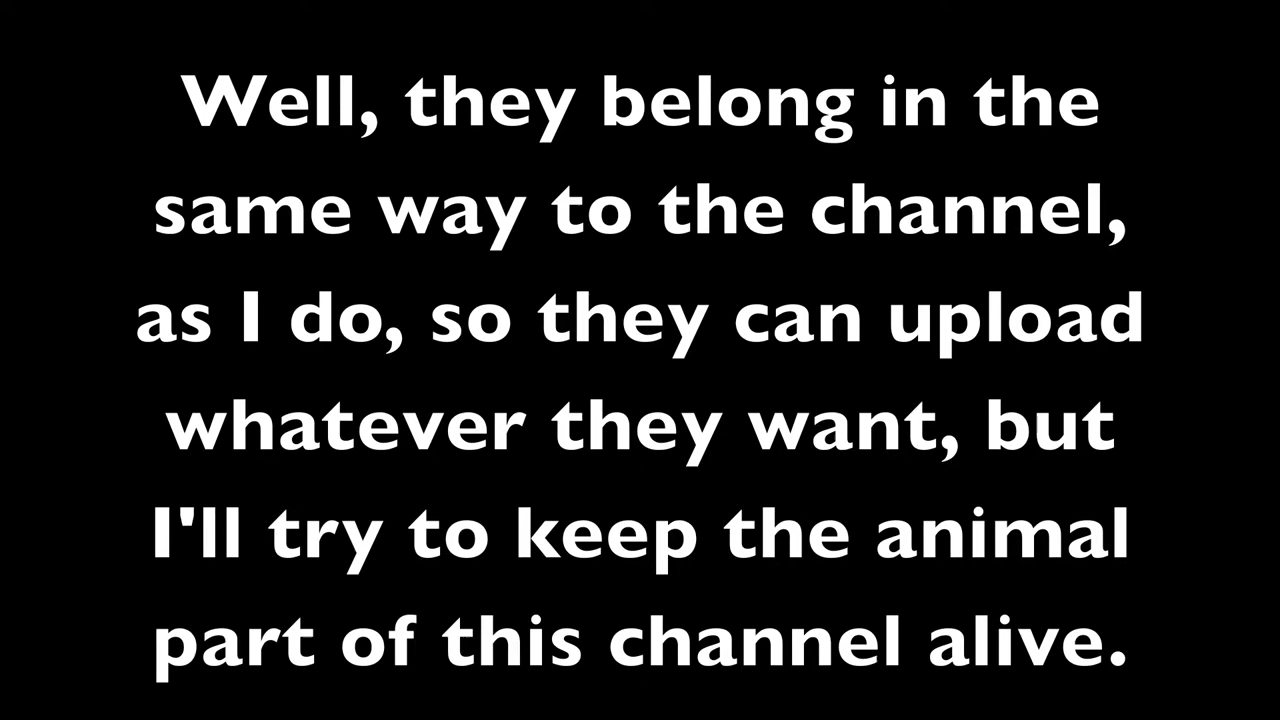 Well, they belong in the
same way to the channel,
as I do, so they can upload
whatever they want, but
I'll try to keep the animal
part of this channel alive.